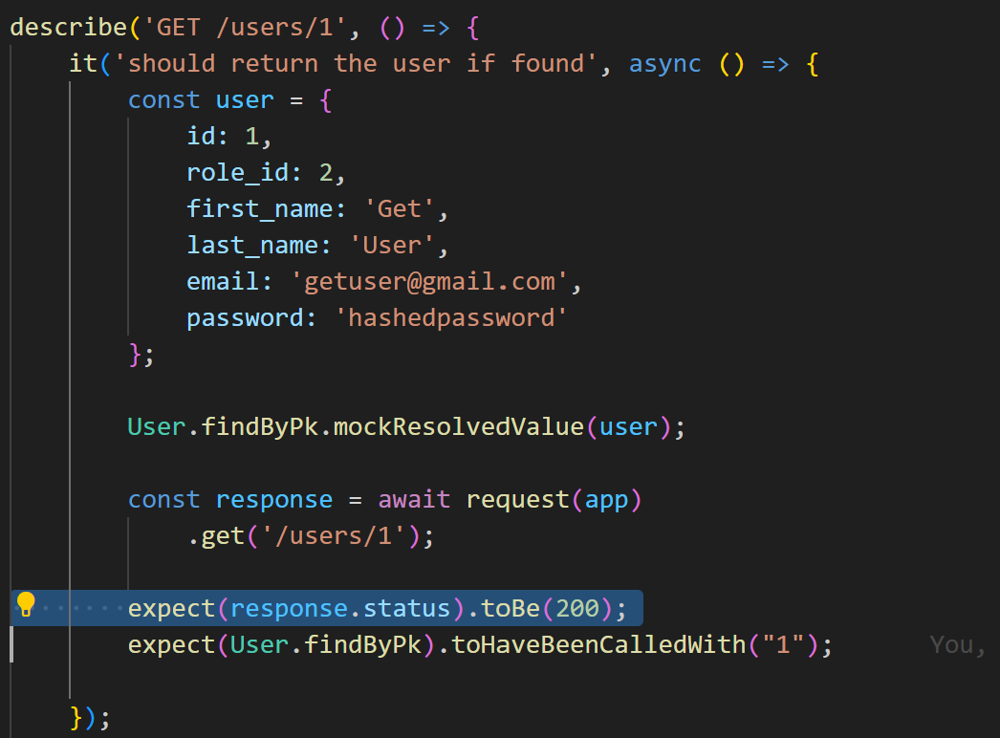 describe('GET /users/1', () => {
    it('should return the user if found', async () => {
        const user = {
            id: 1,
            role_id: 2,
            first_name: 'Get',
            last_name: 'User',
            email: 'getuser@gmail.com',
            password: 'hashedpassword'
        };

        User.findByPk.mockResolvedValue(user);

        const response = await request(app)
            .get('/users/1');

        expect(response.status).toBe(200);
        expect(User.findByPk).toHaveBeenCalledWith("1"); You,

    });